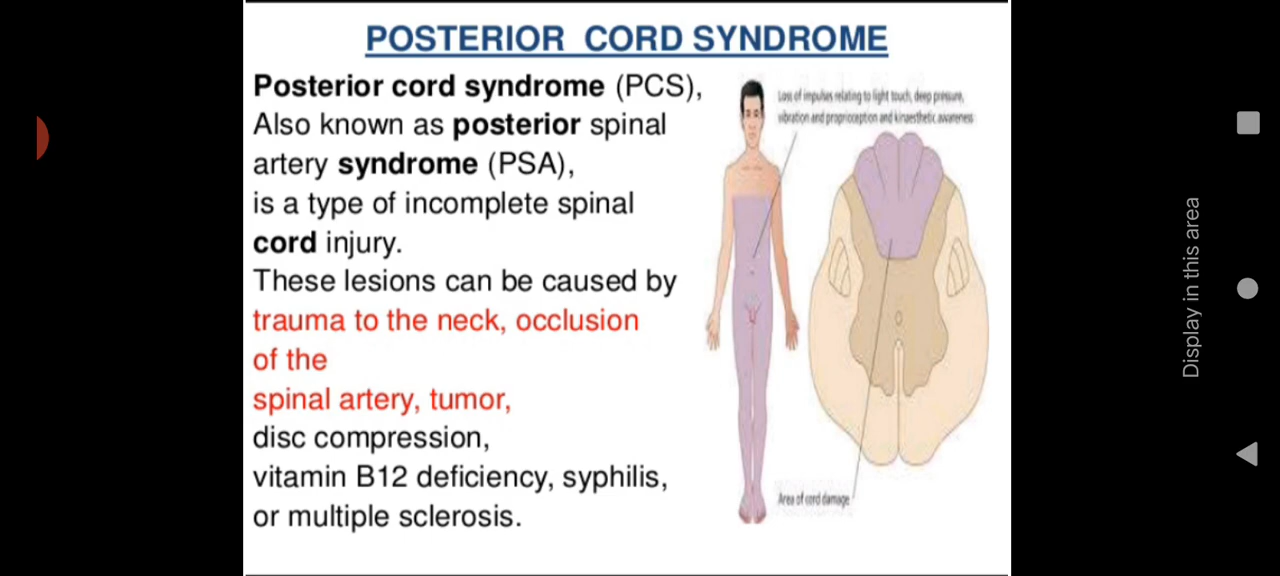 POSTERIOR CORD SYNDROME
Posterior cord syndrome (PCS),
Also known as posterior spinal
artery syndrome (PSA),
is a type of incomplete spinal
cord injury.
These lesions can be caused by
trauma to the neck, occlusion
of the
spinal artery, tumor,
disc compression,
vitamin B12 deficiency, syphilis,
or multiple sclerosis.
Loss of impulses relating to light touch, deep pressure,
vibration and proprioception and kinaesthetic awareness
Area of cord damage
Display in this area